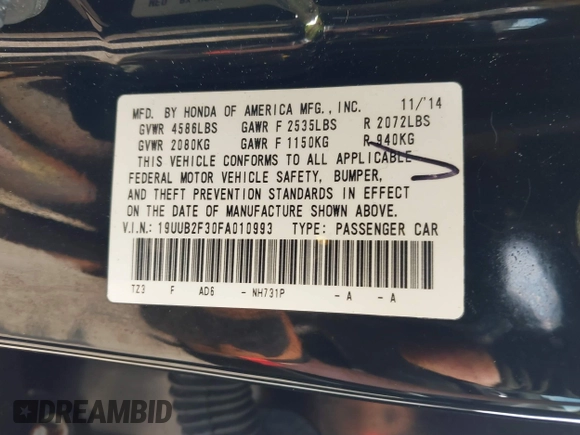 MFD. BY HONDA OF AMERICA MFG., INC. 11/'14
GVWR 4586LBS GAWR F 2535LBS R 2072LBS
GVWR 2080KG GAWR F 1150KG R 940KG
THIS VEHICLE CONFORMS TO ALL APPLICABLE
FEDERAL MOTOR VEHICLE SAFETY, BUMPER,
AND THEFT PREVENTION STANDARDS IN EFFECT
ON THE DATE OF MANUFACTURE SHOWN ABOVE.
V.I.N.: 19UUB2F30FA010993 TYPE: PASSENGER CAR
TZ3 F AD6 - NH731P - A - A
DREAMBID